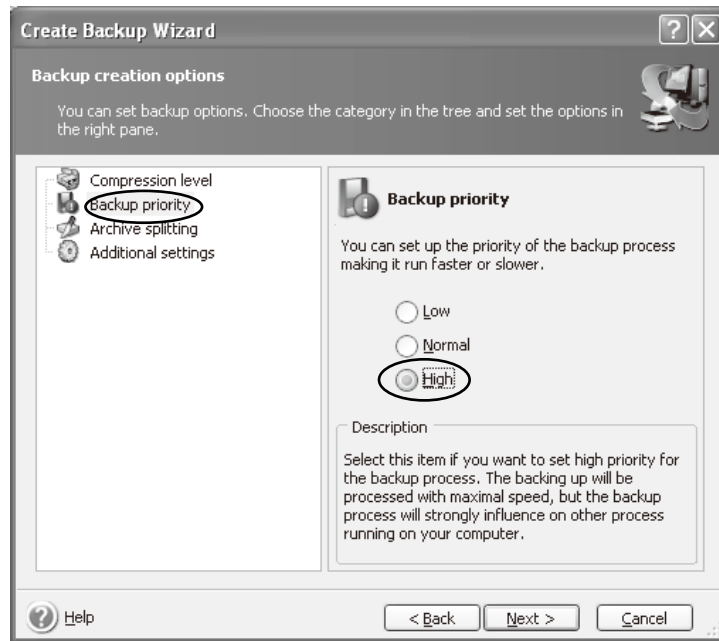 Create Backup Wizard
Backup creation options
You can set backup options. Choose the category in the tree and set the options in
the right pane.
Compression level
Backup priority
Archive splitting
Additional settings
Backup priority
You can set up the priority of the backup process
making it run faster or slower.
Low
Normal
High
Description
Select this item if you want to set high priority for
the backup process. The backing up will be
processed with maximal speed, but the backup
process will strongly influence on other process
running on your computer.
Help
< Back
Next >
Cancel